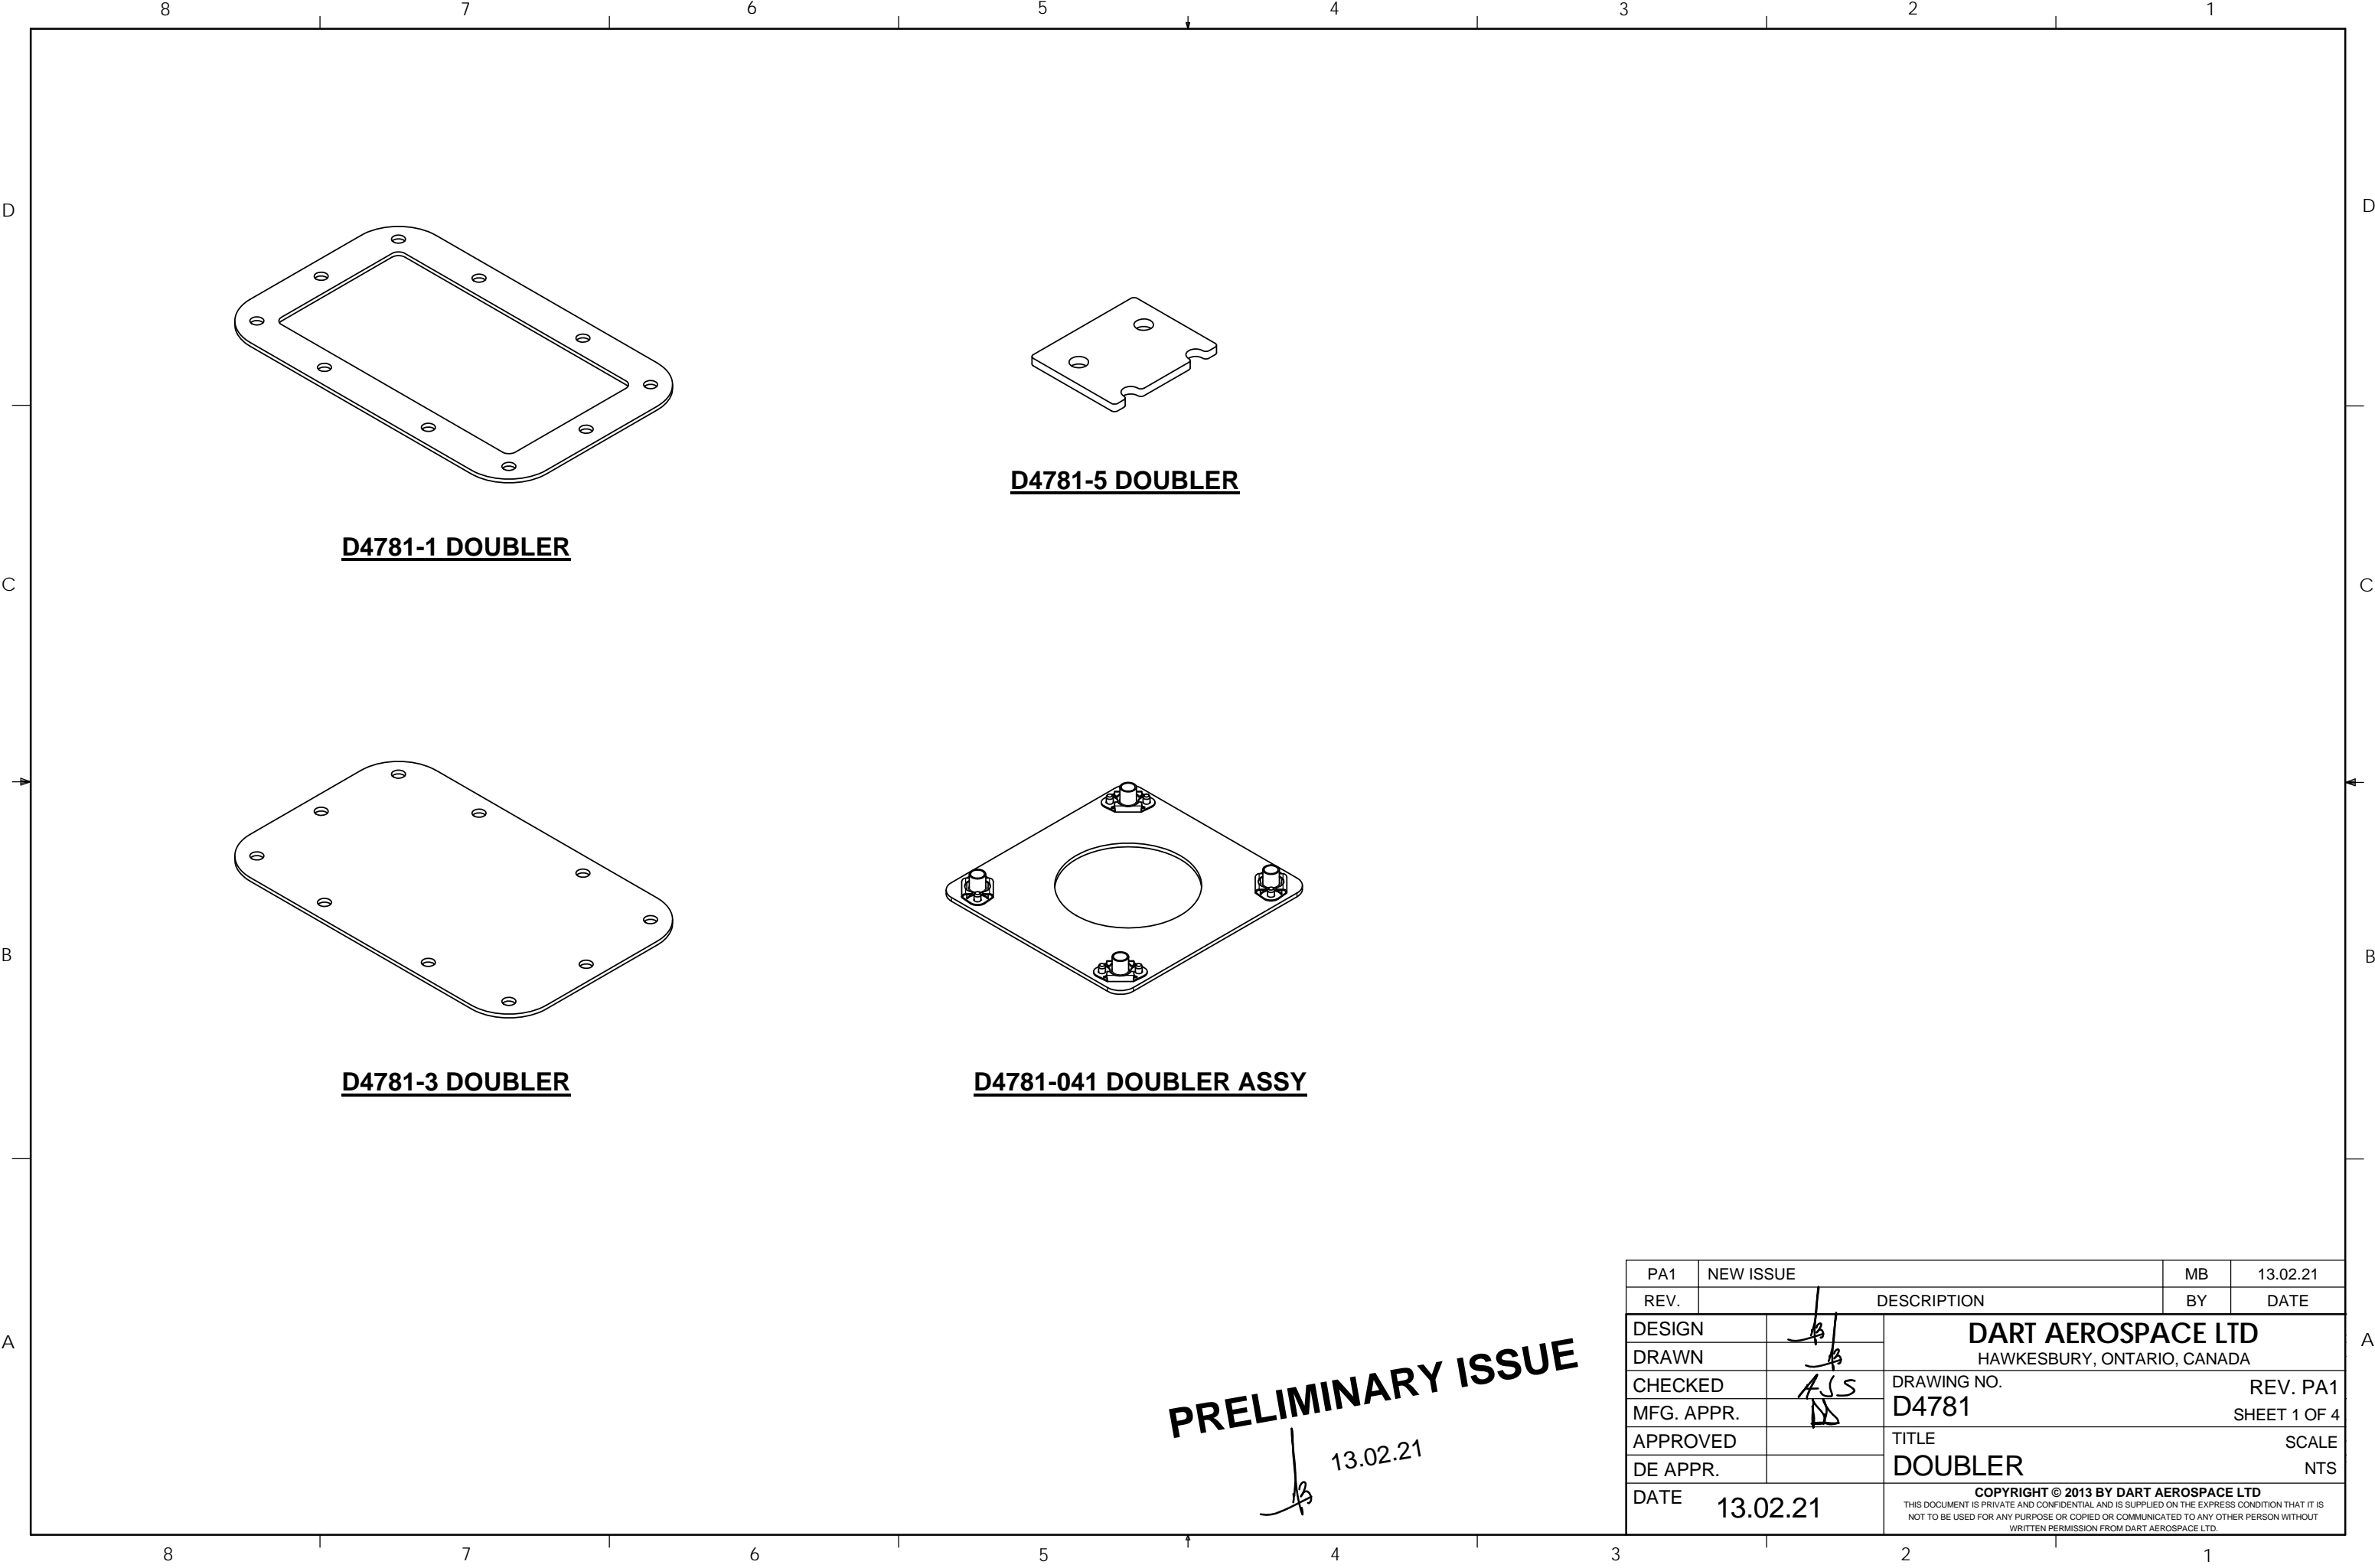 8 7 6 5 4 3 2 1
D D
D4781-5 DOUBLER
D4781-1 DOUBLER
C C
B B
D4781-3 DOUBLER
D4781-041 DOUBLER ASSY
PA1 NEW ISSUE MB 13.02.21
REV. DESCRIPTION BY DATE
A A
PRELIMINARY ISSUE
13.02.21
DESIGN
DRAWN
CHECKED AJS
MFG. APPR. DD
APPROVED
DE APPR.
DATE 13.02.21
DART AEROSPACE LTD
HAWKESBURY, ONTARIO, CANADA
DRAWING NO. REV. PA1
D4781 SHEET 1 OF 4
TITLE SCALE
DOUBLER NTS
COPYRIGHT © 2013 BY DART AEROSPACE LTD
THIS DOCUMENT IS PRIVATE AND CONFIDENTIAL AND IS SUPPLIED ON THE EXPRESS CONDITION THAT IT IS
NOT TO BE USED FOR ANY PURPOSE OR COPIED OR COMMUNICATED TO ANY OTHER PERSON WITHOUT
WRITTEN PERMISSION FROM DART AEROSPACE LTD.
8 7 6 5 4 3 2 1